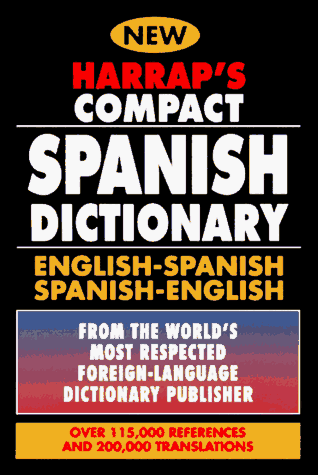 NEW
HARRAP'S
COMPACT
SPANISH
DICTIONARY
ENGLISH-SPANISH
SPANISH-ENGLISH
FROM THE WORLD'S
MOST RESPECTED
FOREIGN-LANGUAGE
DICTIONARY PUBLISHER
OVER 115,000 REFERENCES
AND 200,000 TRANSLATIONS